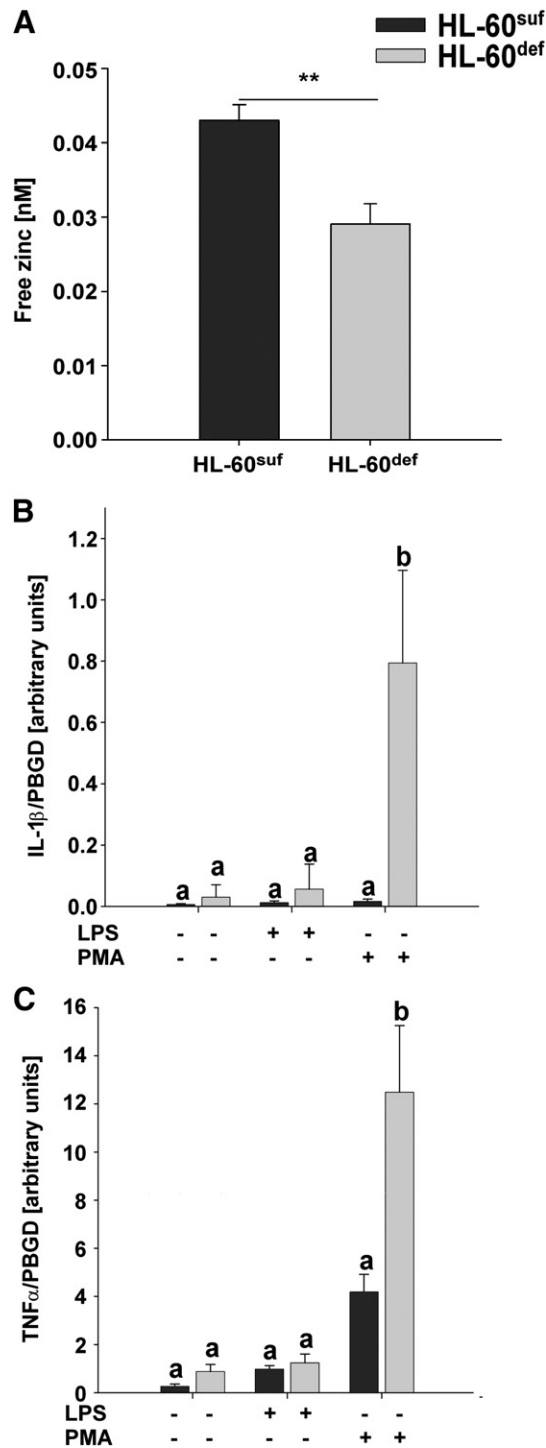 A
HL-60suf
HL-60def
0.05
**
0.04
0.03
0.02
0.01
0.00
Free zinc [nM]
HL-60suf HL-60def
B
1.2
1.0
0.8
0.6
0.4
0.2
0.0
IL-1β/PBGD [arbitrary units]
a a a a a b
LPS - - + + - -
PMA - - - - + +
C
16
14
12
10
8
6
4
2
0
TNFα/PBGD [arbitrary units]
a a a a a b
LPS - - + + - -
PMA - - - - + +